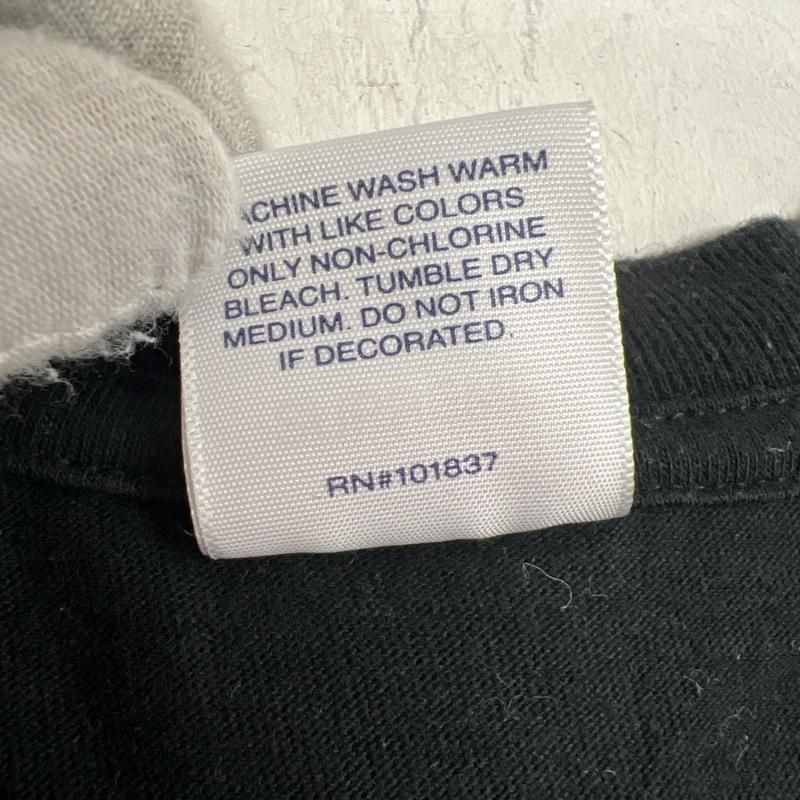 ACHINE WASH WARM
WITH LIKE COLORS
ONLY NON-CHLORINE
BLEACH. TUMBLE DRY
MEDIUM. DO NOT IRON
IF DECORATED.
RN#101837